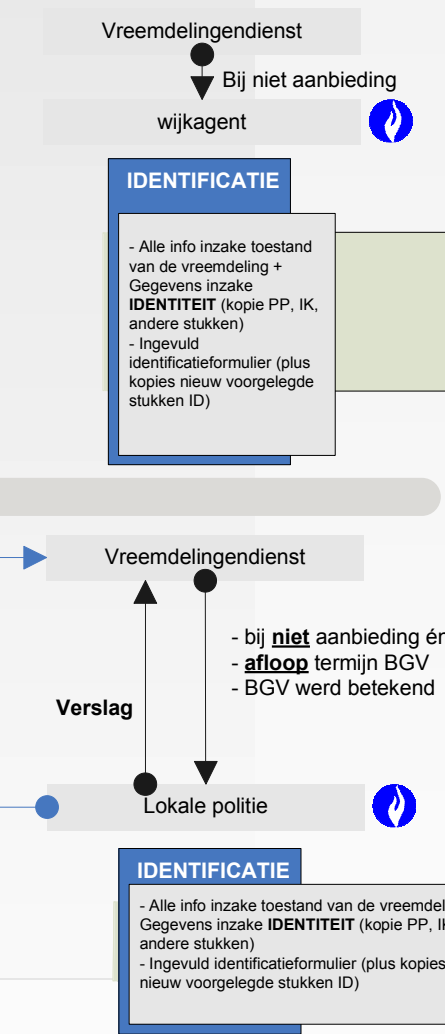 Vreemdelingendienst
Bij niet aanbieding
wijkagent
IDENTIFICATIE
- Alle info inzake toestand
van de vreemdeling +
Gegevens inzake
IDENTITEIT (kopie PP, IK,
andere stukken)
- Ingevuld
identificatieformulier (plus
kopies nieuw voorgelegde
stukken ID)
Vreemdelingendienst
- bij niet aanbieding én
- afloop termijn BGV
- BGV werd betekend
Verslag
Lokale politie
IDENTIFICATIE
- Alle info inzake toestand van de vreemdel
Gegevens inzake IDENTITEIT (kopie PP, IK
andere stukken)
- Ingevuld identificatieformulier (plus kopies
nieuw voorgelegde stukken ID)